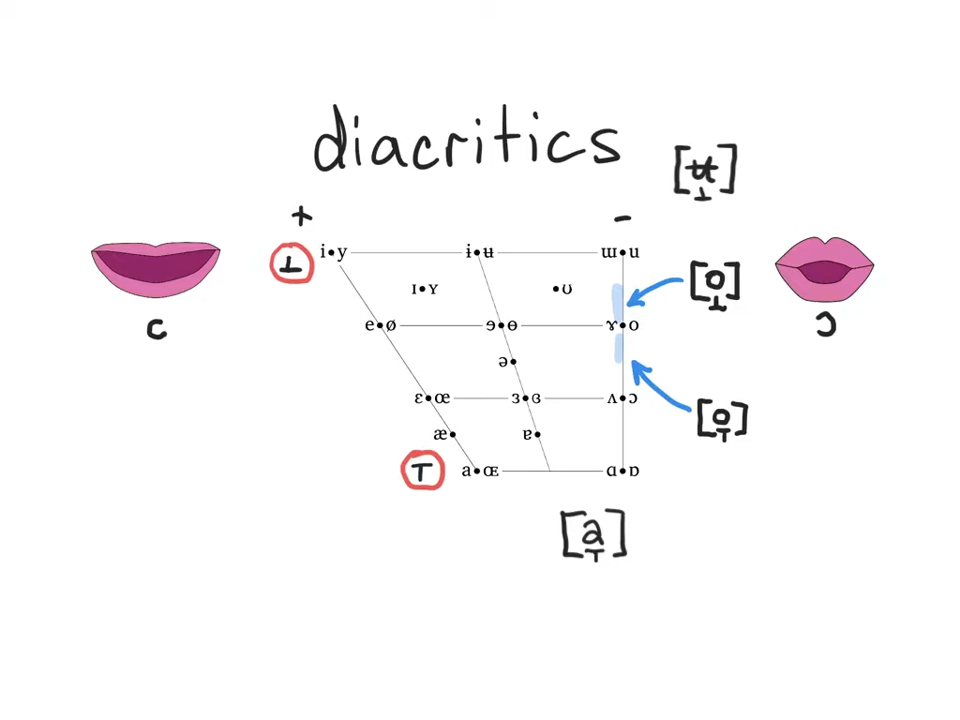 diacritics
[ʉ̝]
+ -
⊥ i • y ɨ • ʉ ɯ • u
ɪ • ʏ • ʊ [o̝]
c ɔ
e • ø ɘ • ɵ ɤ • o
ə •
ɛ • œ ɜ • ɞ ʌ • ɔ [o̞]
æ • ɐ •
T a • ɶ ɑ • ɒ
[a̞]